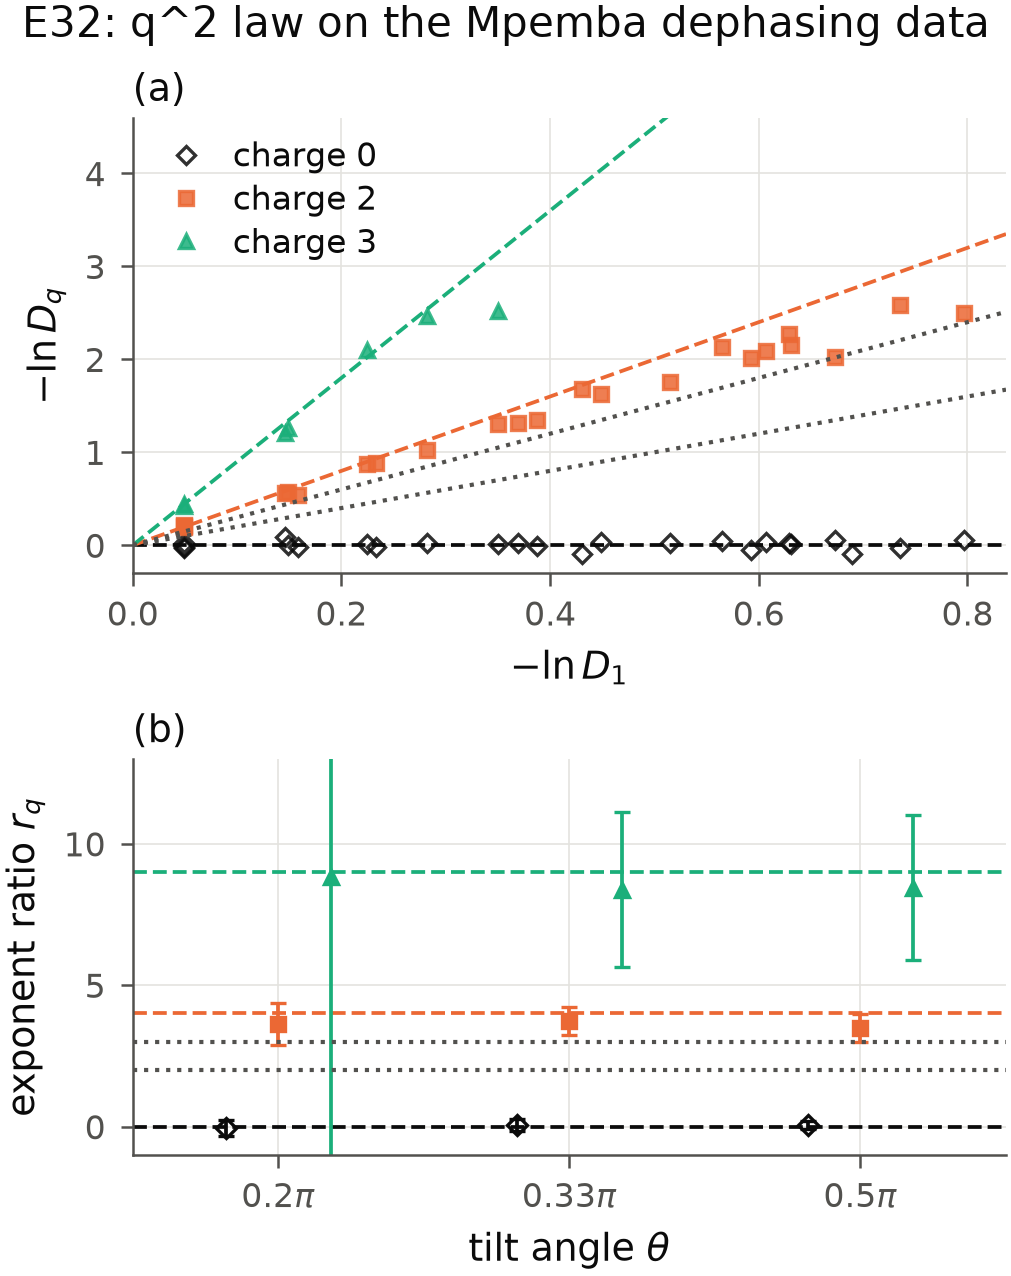 E32: q^2 law on the Mpemba dephasing data
(a)
charge 0
charge 2
charge 3
4
3
2
1
0
−ln D_q
0.0
0.2
0.4
0.6
0.8
−ln D_1
(b)
10
5
0
exponent ratio r_q
0.2π
0.33π
0.5π
tilt angle θ